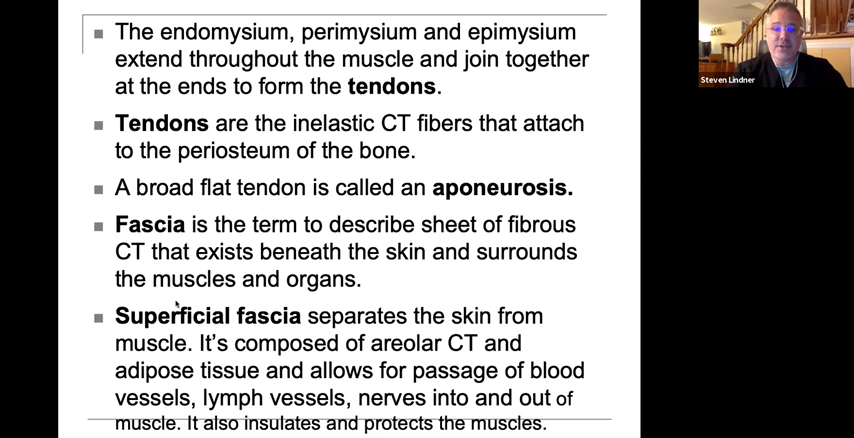 The endomysium, perimysium and epimysium
extend throughout the muscle and join together
at the ends to form the tendons.
Tendons are the inelastic CT fibers that attach
to the periosteum of the bone.
A broad flat tendon is called an aponeurosis.
Fascia is the term to describe sheet of fibrous
CT that exists beneath the skin and surrounds
the muscles and organs.
Superficial fascia separates the skin from
muscle. It's composed of areolar CT and
adipose tissue and allows for passage of blood
vessels, lymph vessels, nerves into and out of
muscle. It also insulates and protects the muscles.
Steven Lindner